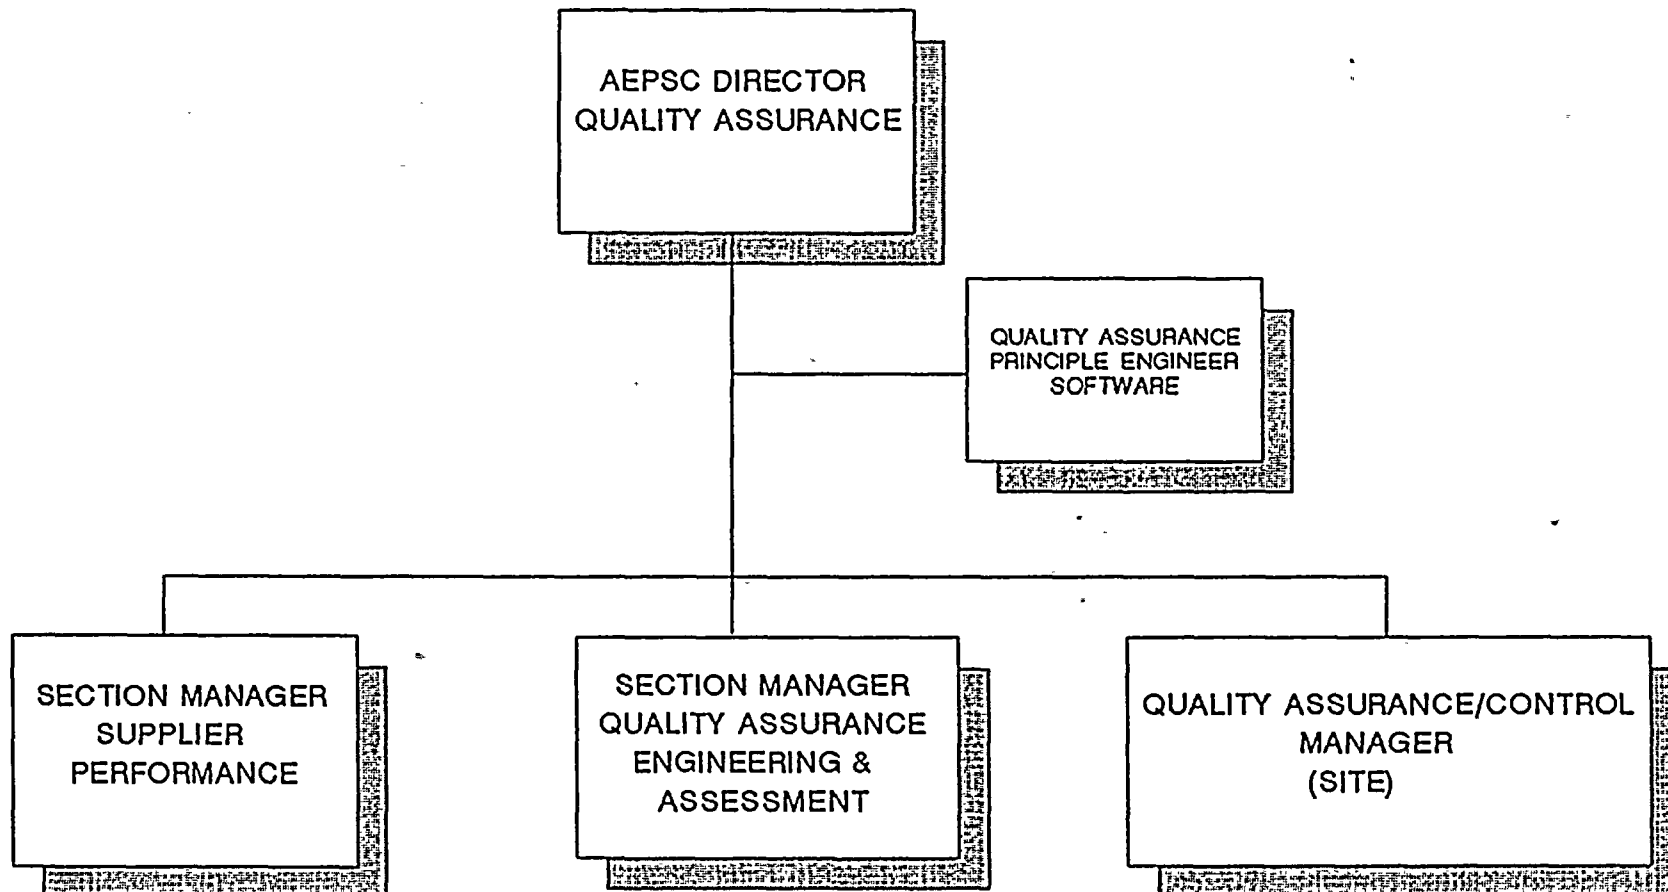 AEPSC DIRECTOR
QUALITY ASSURANCE
QUALITY ASSURANCE
PRINCIPLE ENGINEER
SOFTWARE
SECTION MANAGER
SUPPLIER
PERFORMANCE
SECTION MANAGER
QUALITY ASSURANCE
ENGINEERING &
ASSESSMENT
QUALITY ASSURANCE/CONTROL
MANAGER
(SITE)